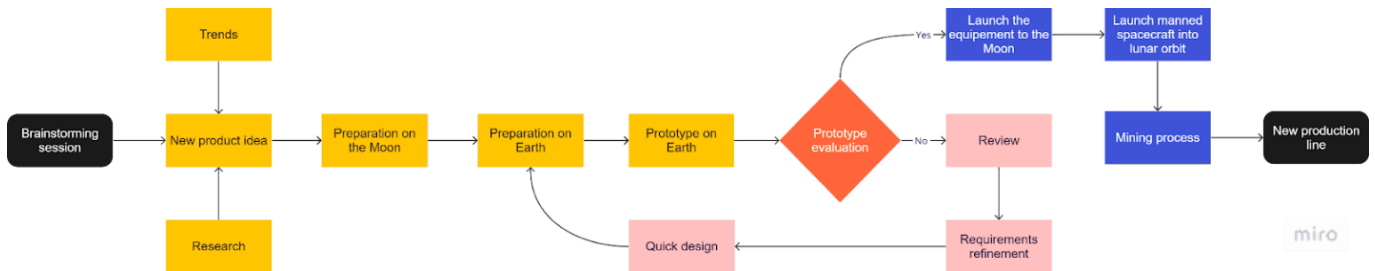 Trends
Launch the
equipement to the
Moon
Launch manned
spacecraft into
lunar orbit
Yes
Brainstorming
session
New product idea
Preparation on
the Moon
Preparation on
Earth
Prototype on
Earth
Prototype
evaluation
No
Review
Mining process
New production
line
Research
Quick design
Requirements
refinement
miro